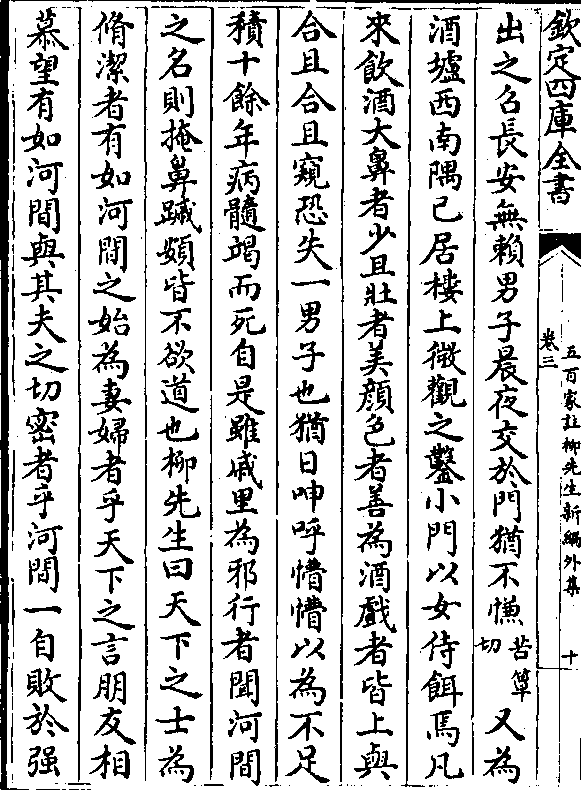 欽定四庫全書
五百家註柳先生新編外集
卷三
十
出之召長安無賴男子晨夜交於門猶不慊苦簟切又為
酒壚西南隅己居樓上微觀之鑿小門以女侍餌焉凡
來飲酒大鼻者少且壯者美顔色者善為酒戲者皆上與
合且合且窺恐失一男子也猶日呻呼懵懵以為不足
積十餘年病髓竭而死自是雖戚里為邪行者聞河間
之名則掩鼻蹙頞皆不欲道也柳先生曰天下之士為
脩潔者有如河間之始為妻婦者乎天下之言朋友相
慕望有如河間與其夫之切密者乎河間一自敗於强